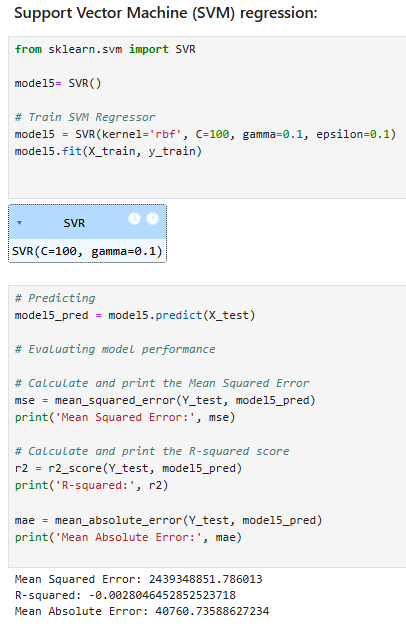 Support Vector Machine (SVM) regression:
from sklearn.svm import SVR
model5= SVR()
# Train SVM Regressor
model5 = SVR(kernel='rbf', C=100, gamma=0.1, epsilon=0.1)
model5.fit(X_train, y_train)
SVR
SVR(C=100, gamma=0.1)
# Predicting
model5_pred = model5.predict(X_test)
# Evaluating model performance
# Calculate and print the Mean Squared Error
mse = mean_squared_error(Y_test, model5_pred)
print('Mean Squared Error:', mse)
# Calculate and print the R-squared score
r2 = r2_score(Y_test, model5_pred)
print('R-squared:', r2)
mae = mean_absolute_error(Y_test, model5_pred)
print('Mean Absolute Error:', mae)
Mean Squared Error: 2439348851.786013
R-squared: -0.0028046452852523718
Mean Absolute Error: 40760.73588627234